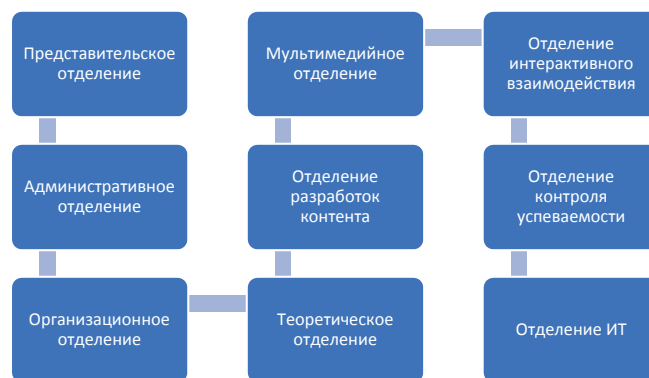 Представительское
отделение
Административное
отделение
Организационное
отделение
Теоретическое
отделение
Отделение
разработок
контента
Мультимедийное
отделение
Отделение
интерактивного
взаимодействия
Отделение
контроля
успеваемости
Отделение ИТ